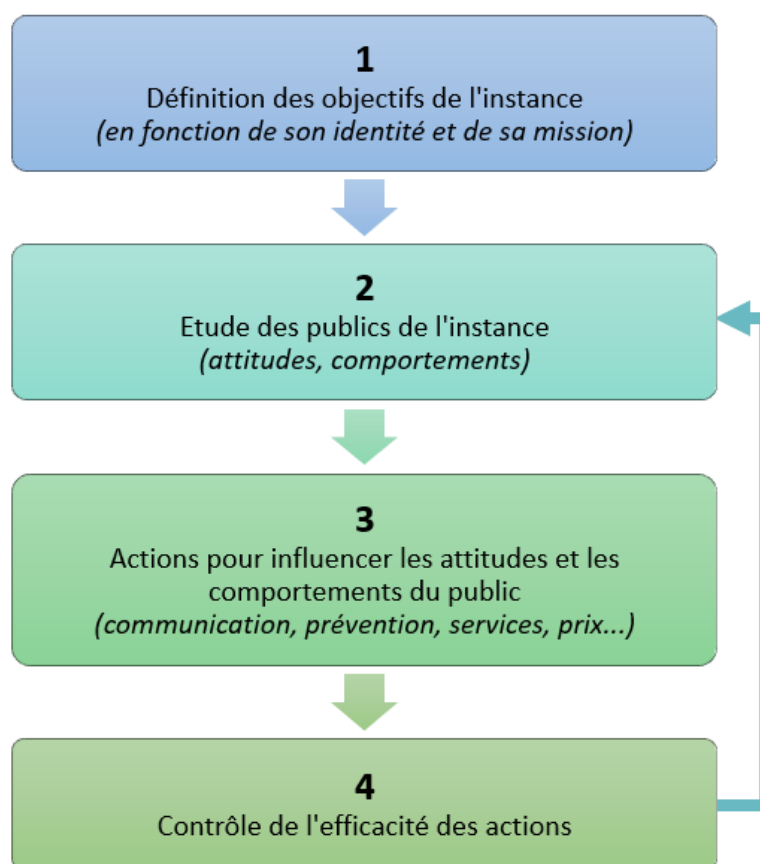 1
Définition des objectifs de l'instance
(en fonction de son identité et de sa mission)
2
Etude des publics de l'instance
(attitudes, comportements)
3
Actions pour influencer les attitudes et les
comportements du public
(communication, prévention, services, prix...)
4
Contrôle de l'efficacité des actions